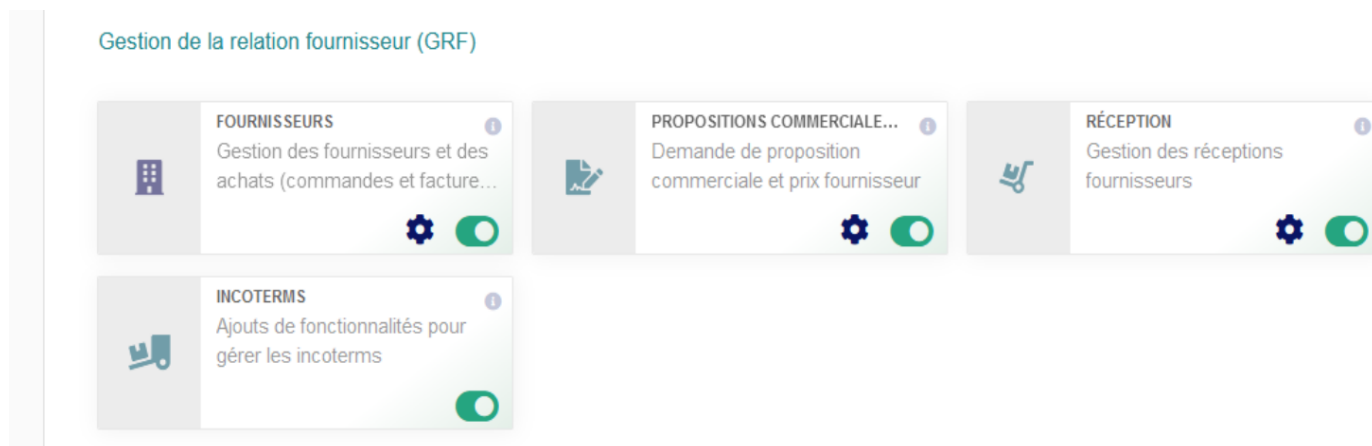 Gestion de la relation fournisseur (GRF)
FOURNISSEURS
Gestion des fournisseurs et des
achats (commandes et facture...
PROPOSITIONS COMMERCIALE...
Demande de proposition
commerciale et prix fournisseur
RÉCEPTION
Gestion des réceptions
fournisseurs
INCOTERMS
Ajouts de fonctionnalités pour
gérer les incoterms